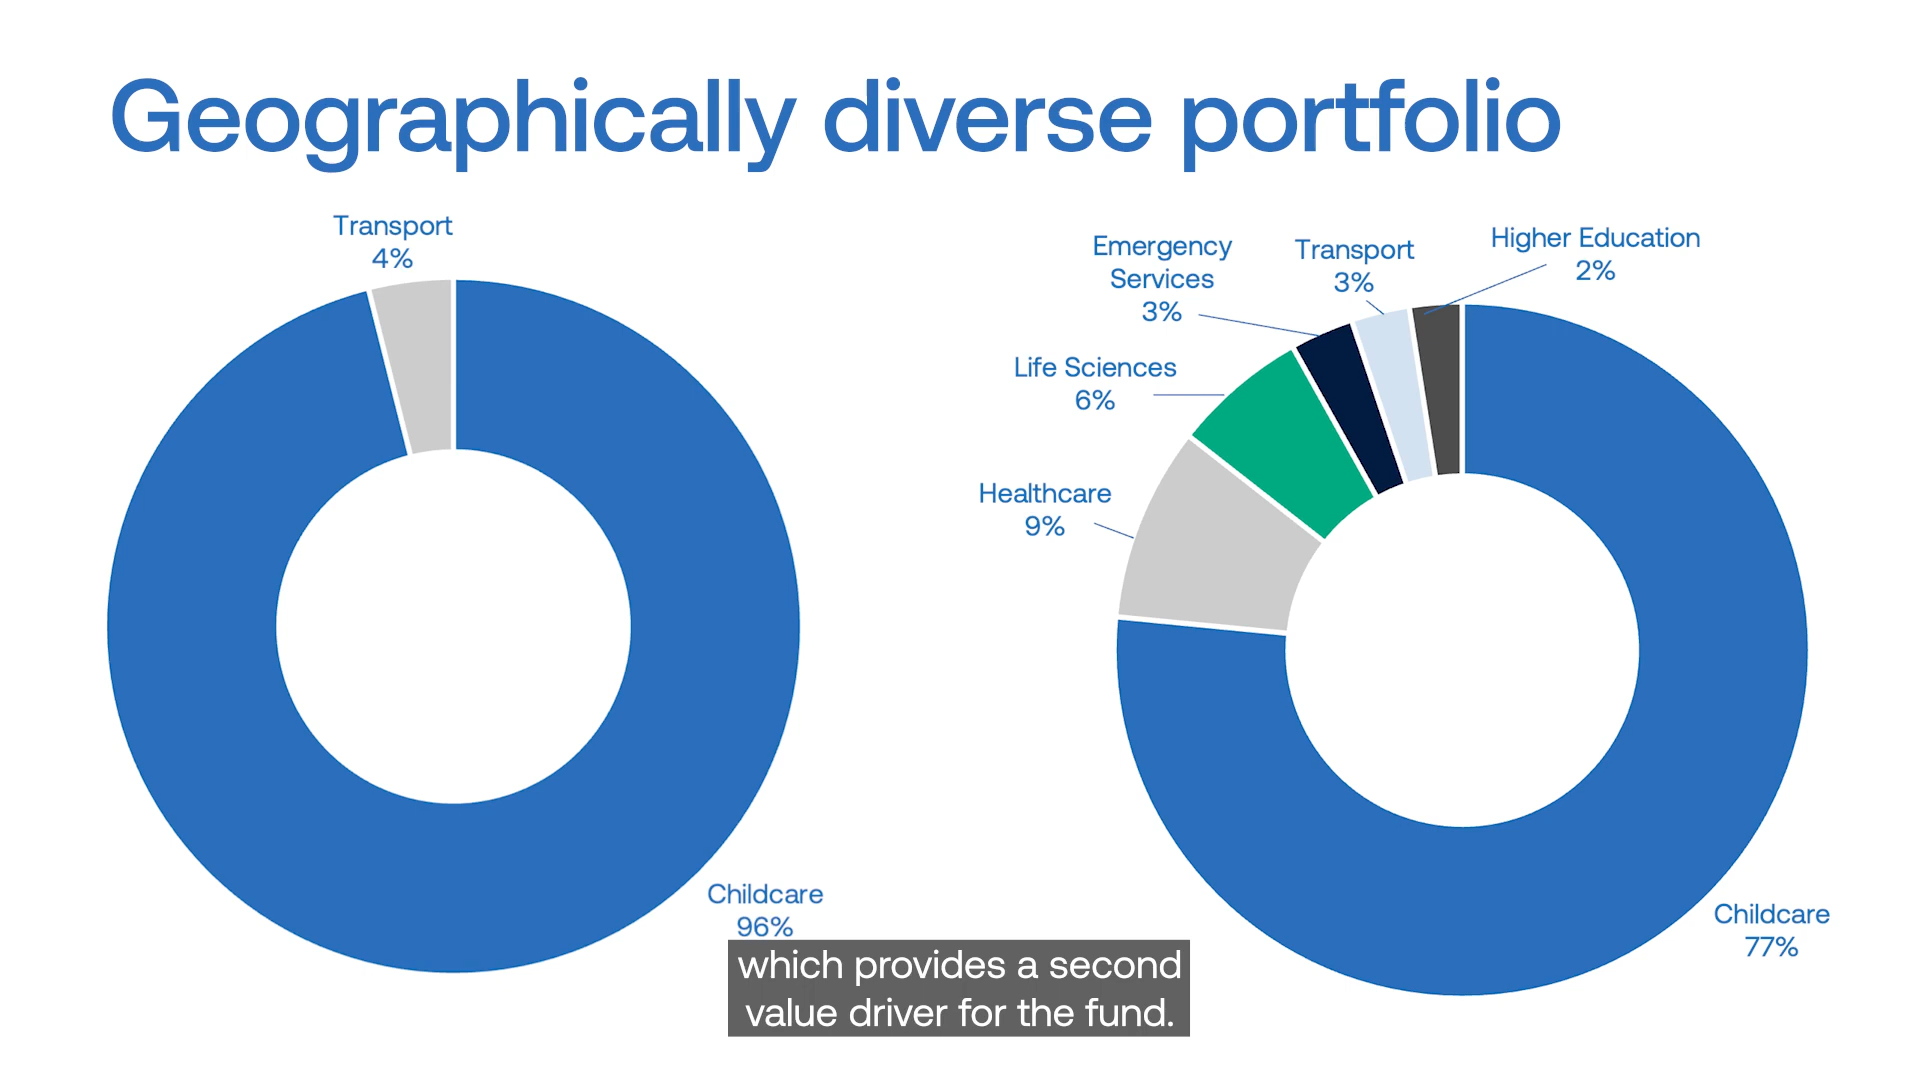 Geographically diverse portfolio
Transport
4%
Childcare
96%
Emergency
Services
3%
Transport
3%
Higher Education
2%
Life Sciences
6%
Healthcare
9%
Childcare
77%
which provides a second
value driver for the fund.